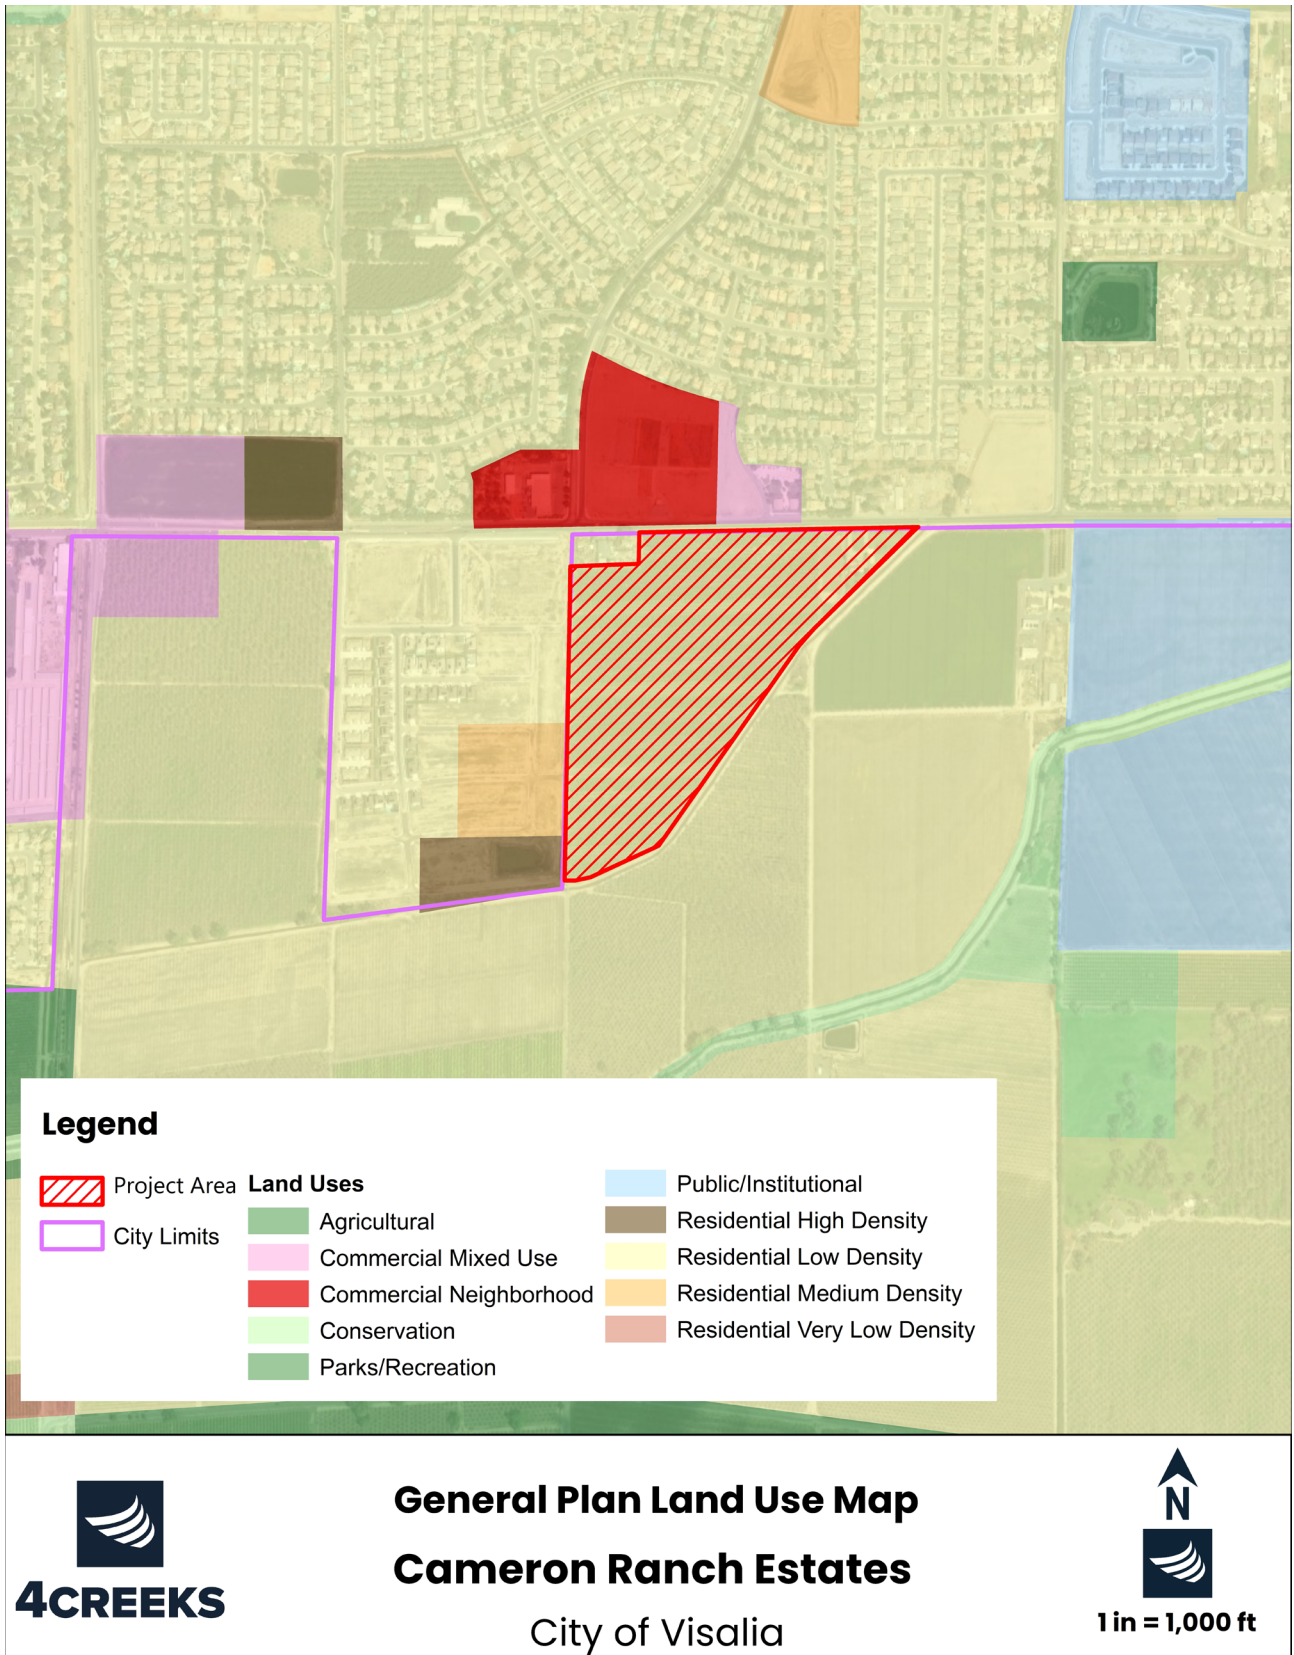 Legend
Project Area
City Limits
Land Uses
Agricultural
Commercial Mixed Use
Commercial Neighborhood
Conservation
Parks/Recreation
Public/Institutional
Residential High Density
Residential Low Density
Residential Medium Density
Residential Very Low Density
4CREEKS
General Plan Land Use Map
Cameron Ranch Estates
City of Visalia
N
1 in = 1,000 ft